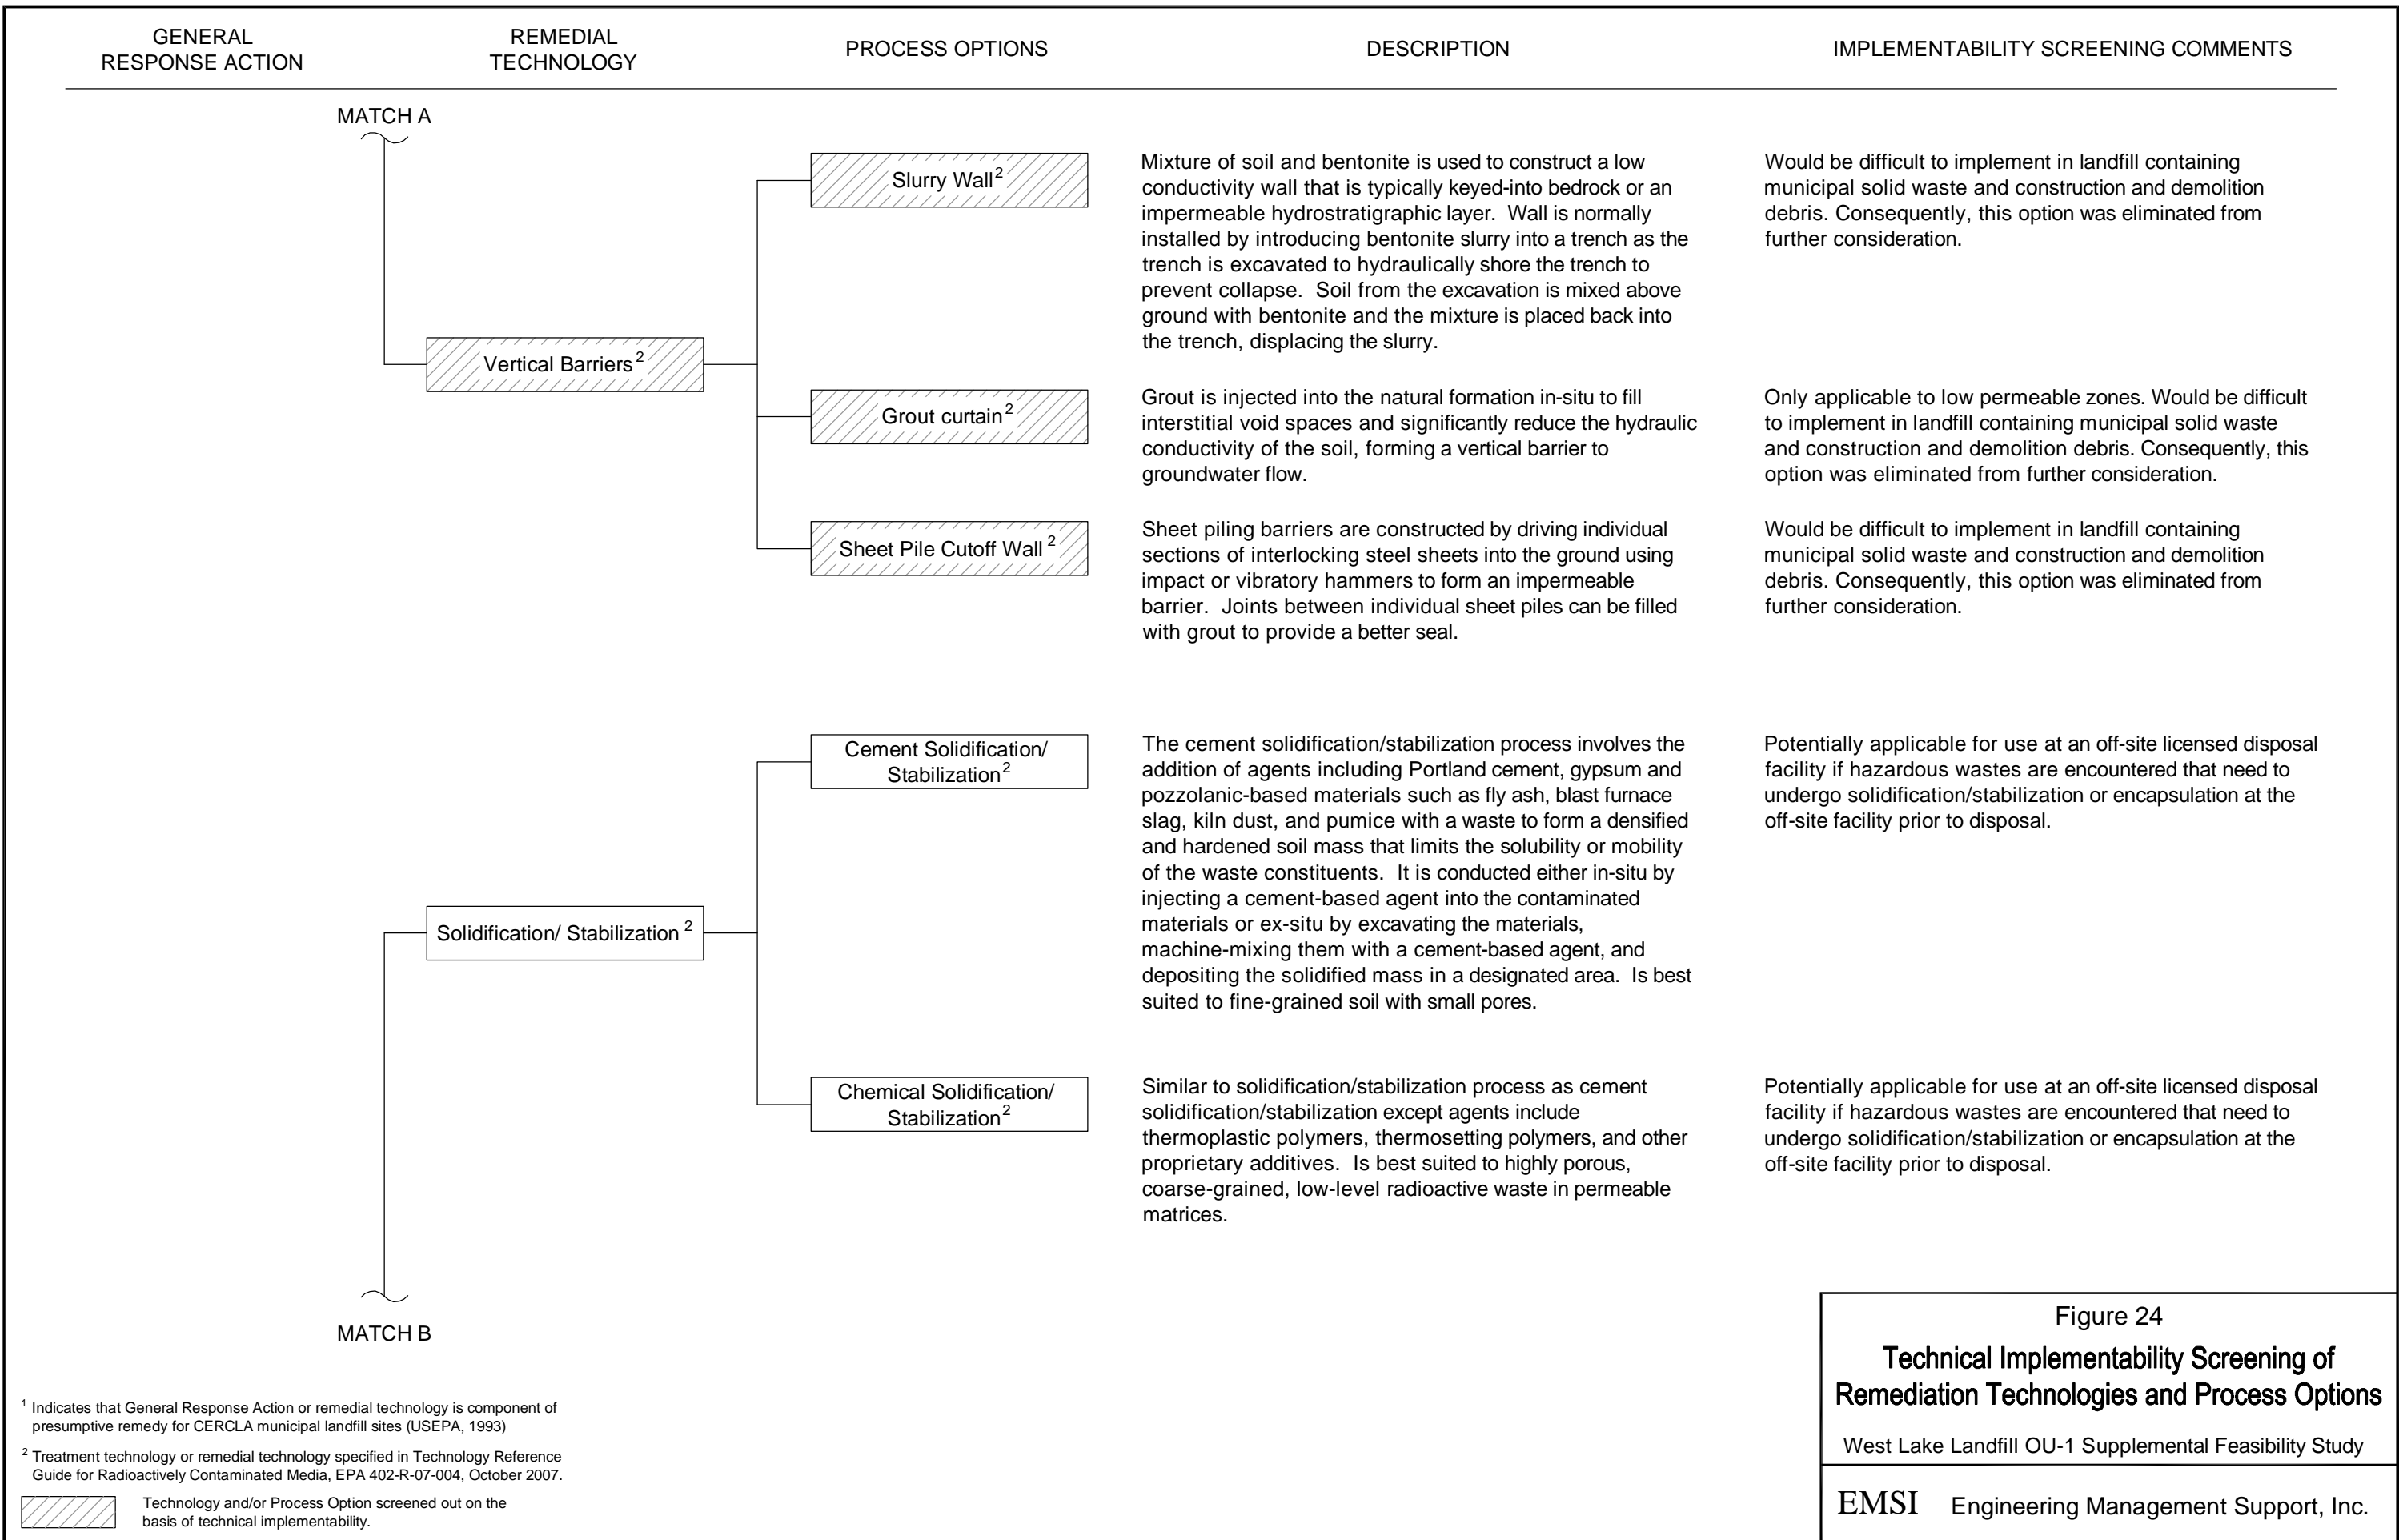 GENERAL
RESPONSE ACTION
REMEDIAL
TECHNOLOGY
PROCESS OPTIONS
DESCRIPTION
IMPLEMENTABILITY SCREENING COMMENTS
MATCH A
Vertical Barriers 2
Slurry Wall 2
Mixture of soil and bentonite is used to construct a low
conductivity wall that is typically keyed-into bedrock or an
impermeable hydrostratigraphic layer. Wall is normally
installed by introducing bentonite slurry into a trench as the
trench is excavated to hydraulically shore the trench to
prevent collapse. Soil from the excavation is mixed above
ground with bentonite and the mixture is placed back into
the trench, displacing the slurry.
Would be difficult to implement in landfill containing
municipal solid waste and construction and demolition
debris. Consequently, this option was eliminated from
further consideration.
Grout curtain 2
Grout is injected into the natural formation in-situ to fill
interstitial void spaces and significantly reduce the hydraulic
conductivity of the soil, forming a vertical barrier to
groundwater flow.
Only applicable to low permeable zones. Would be difficult
to implement in landfill containing municipal solid waste
and construction and demolition debris. Consequently, this
option was eliminated from further consideration.
Sheet Pile Cutoff Wall 2
Sheet piling barriers are constructed by driving individual
sections of interlocking steel sheets into the ground using
impact or vibratory hammers to form an impermeable
barrier. Joints between individual sheet piles can be filled
with grout to provide a better seal.
Would be difficult to implement in landfill containing
municipal solid waste and construction and demolition
debris. Consequently, this option was eliminated from
further consideration.
Solidification/ Stabilization 2
Cement Solidification/
Stabilization 2
The cement solidification/stabilization process involves the
addition of agents including Portland cement, gypsum and
pozzolanic-based materials such as fly ash, blast furnace
slag, kiln dust, and pumice with a waste to form a densified
and hardened soil mass that limits the solubility or mobility
of the waste constituents. It is conducted either in-situ by
injecting a cement-based agent into the contaminated
materials or ex-situ by excavating the materials,
machine-mixing them with a cement-based agent, and
depositing the solidified mass in a designated area. Is best
suited to fine-grained soil with small pores.
Potentially applicable for use at an off-site licensed disposal
facility if hazardous wastes are encountered that need to
undergo solidification/stabilization or encapsulation at the
off-site facility prior to disposal.
Chemical Solidification/
Stabilization 2
Similar to solidification/stabilization process as cement
solidification/stabilization except agents include
thermoplastic polymers, thermosetting polymers, and other
proprietary additives. Is best suited to highly porous,
coarse-grained, low-level radioactive waste in permeable
matrices.
Potentially applicable for use at an off-site licensed disposal
facility if hazardous wastes are encountered that need to
undergo solidification/stabilization or encapsulation at the
off-site facility prior to disposal.
MATCH B
1 Indicates that General Response Action or remedial technology is component of
presumptive remedy for CERCLA municipal landfill sites (USEPA, 1993)
2 Treatment technology or remedial technology specified in Technology Reference
Guide for Radioactively Contaminated Media, EPA 402-R-07-004, October 2007.
Technology and/or Process Option screened out on the
basis of technical implementability.
Figure 24
Technical Implementability Screening of
Remediation Technologies and Process Options
West Lake Landfill OU-1 Supplemental Feasibility Study
EMSI Engineering Management Support, Inc.